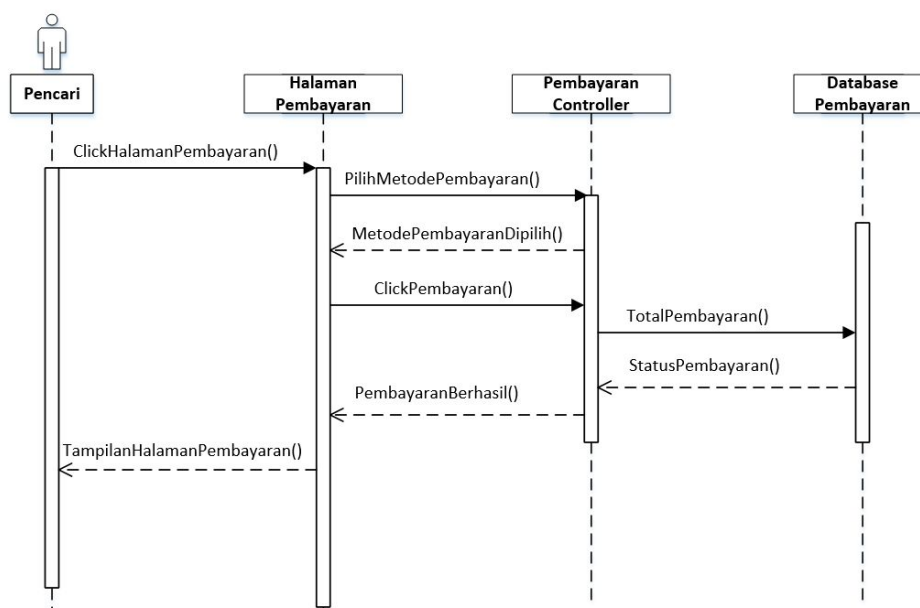 Pencari
Halaman
Pembayaran
Pembayaran
Controller
Database
Pembayaran
ClickHalamanPembayaran()
PilihMetodePembayaran()
MetodePembayaranDipilih()
ClickPembayaran()
TotalPembayaran()
StatusPembayaran()
PembayaranBerhasil()
TampilanHalamanPembayaran()